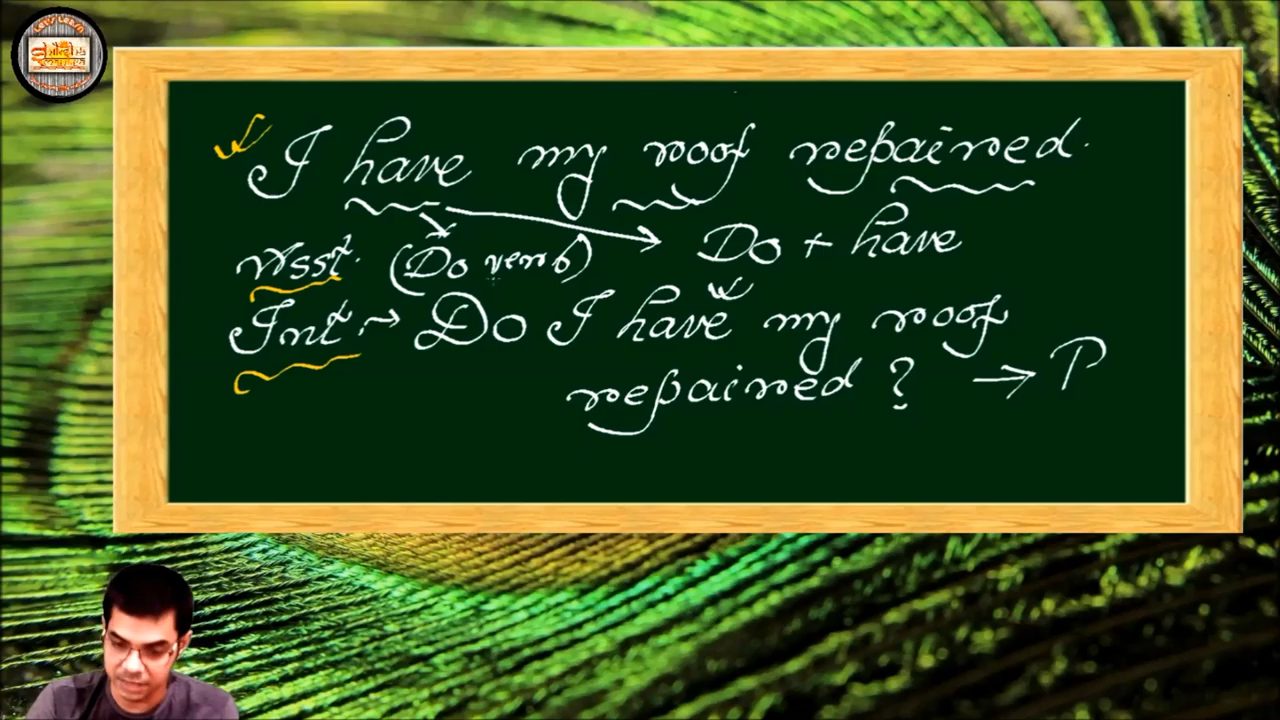 I have my roof repaired.
Asst. (Do verb) → Do + have
Int. → Do I have my roof
repaired ? → P